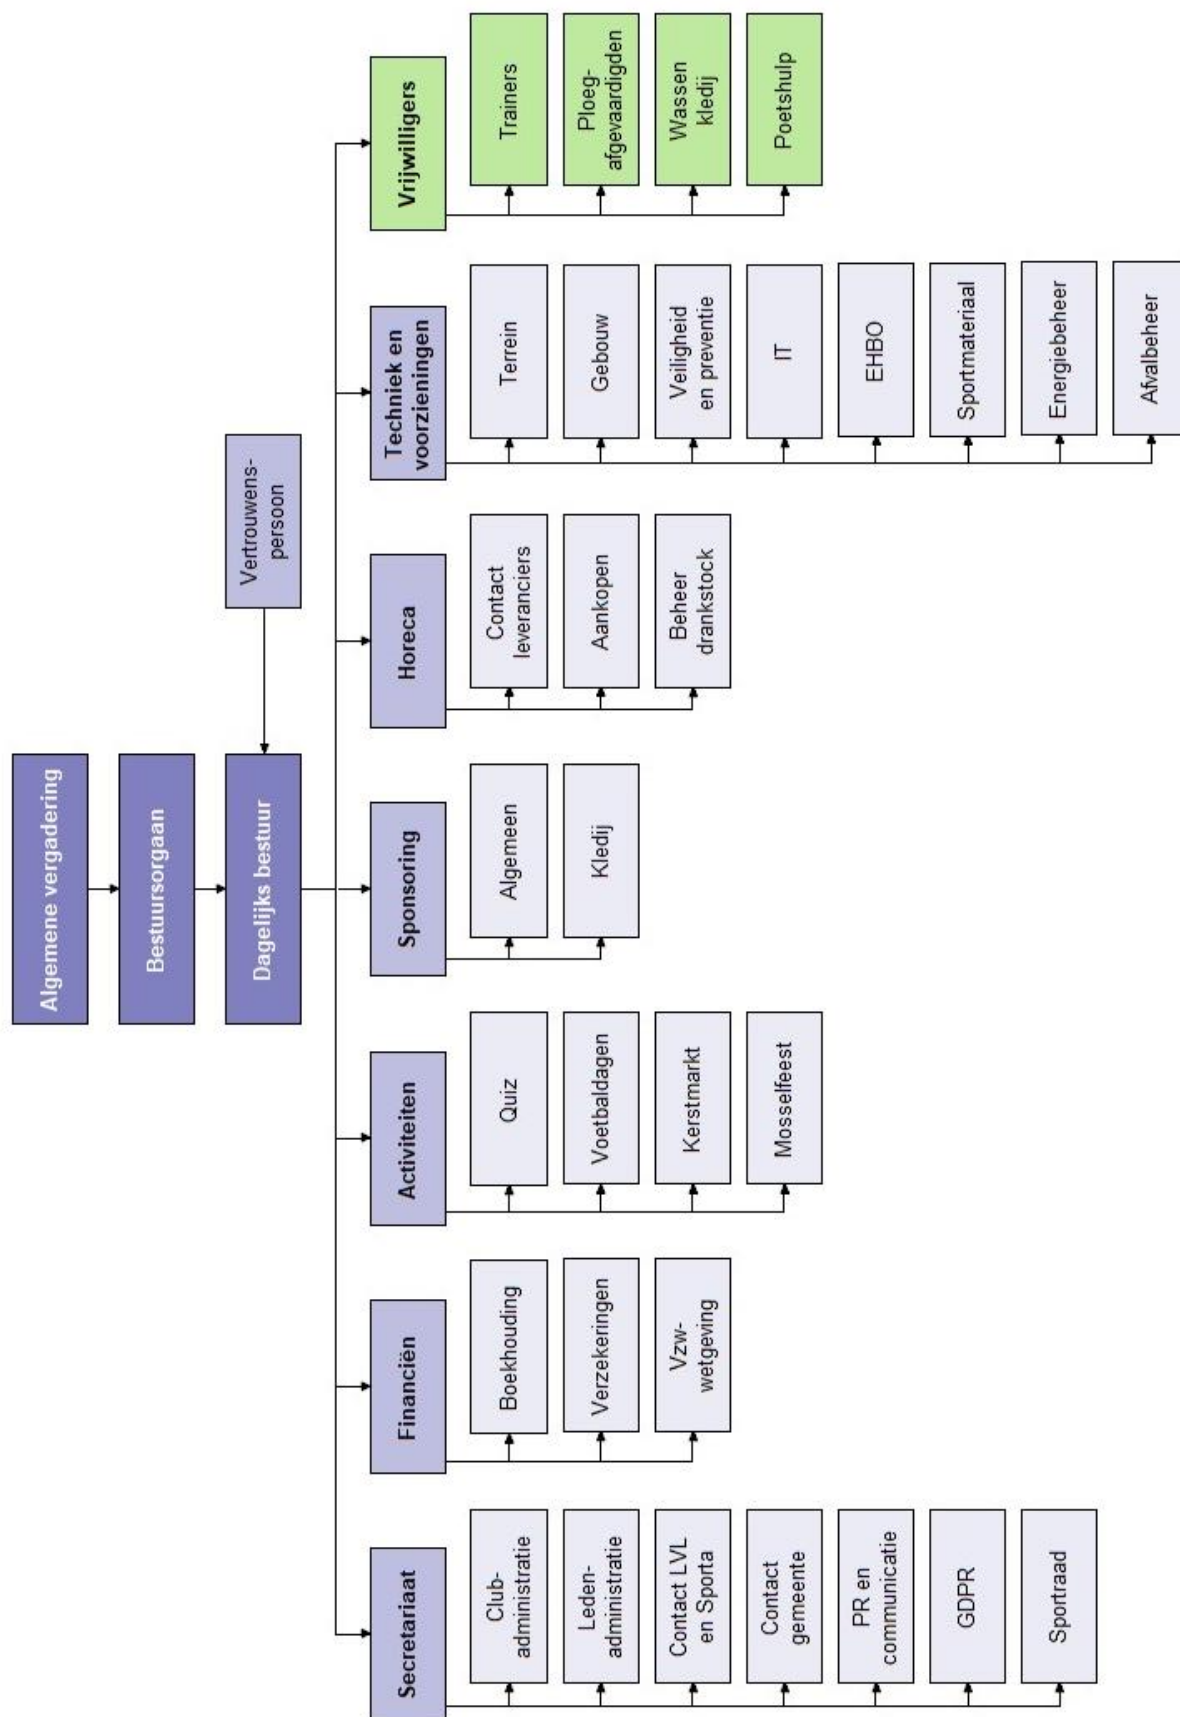 Algemene vergadering
Bestuursorgaan
Dagelijks bestuur
Vertrouwens-
persoon
Secretariaat
Club-
administratie
Leden-
administratie
Contact LVL
en Sporta
Contact
gemeente
PR en
communicatie
GDPR
Sportraad
Financiën
Boekhouding
Verzekeringen
Vzw-
wetgeving
Activiteiten
Quiz
Voetbaldagen
Kerstmarkt
Mosselfeest
Sponsoring
Algemeen
Kledij
Horeca
Contact
leveranciers
Aankopen
Beheer
drankstock
Techniek en
voorzieningen
Terrein
Gebouw
Veiligheid
en preventie
IT
EHBO
Sportmateriaal
Energiebeheer
Afvalbeheer
Vrijwilligers
Trainers
Ploeg-
afgevaardigden
Wassen
kledij
Poetshulp